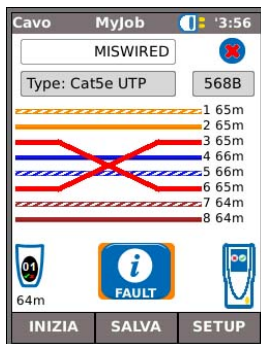 Cavo MyJob '3:56
MISWIRED
Type: Cat5e UTP 568B
1 65m
2 65m
3 65m
4 66m
5 66m
6 65m
7 64m
8 64m
01
64m
i
FAULT
INIZIA SALVA SETUP